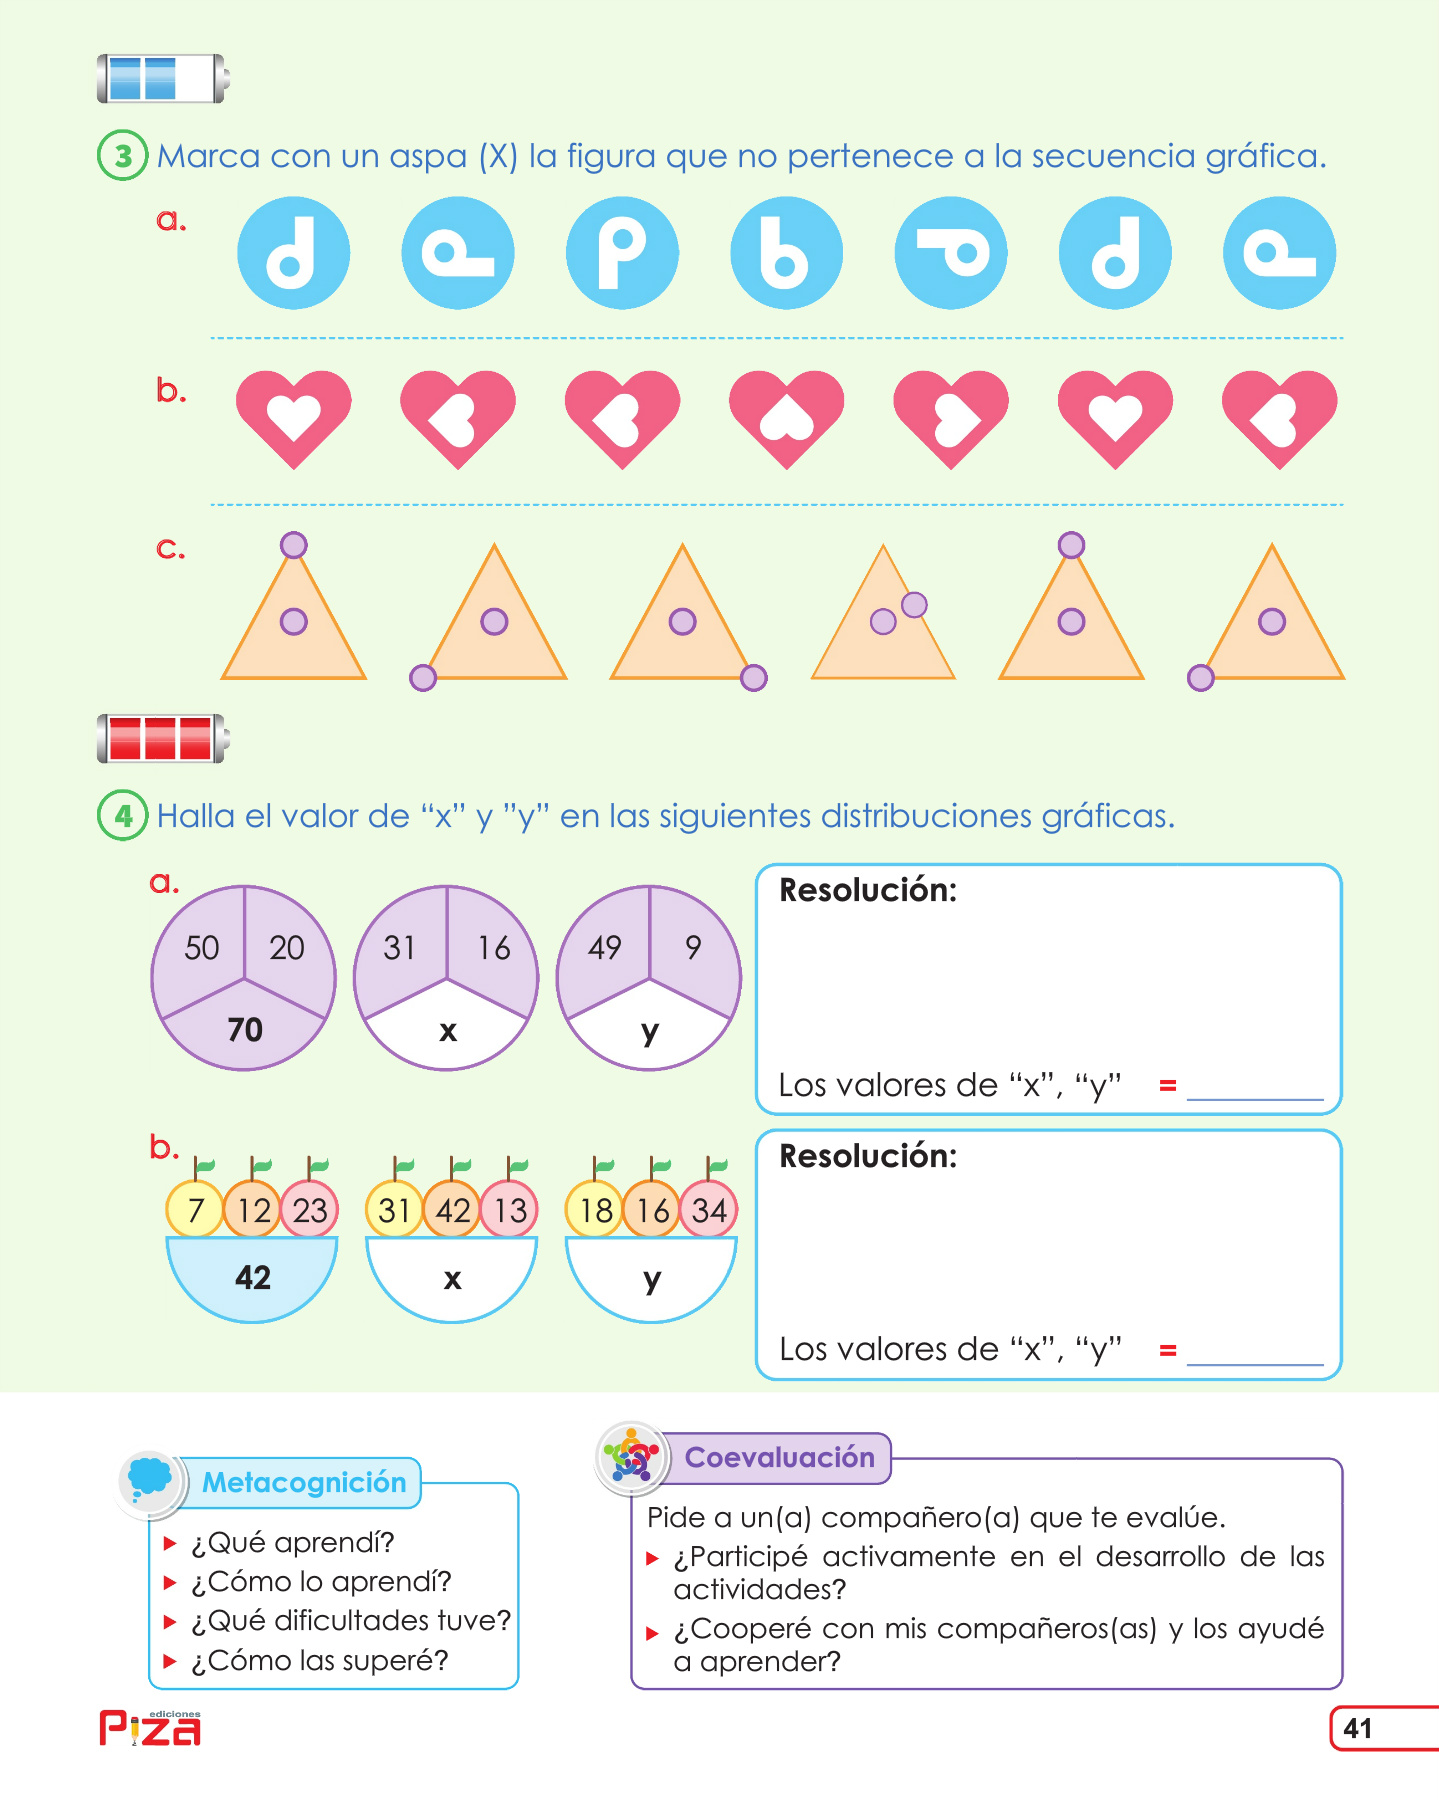 3 Marca con un aspa (X) la figura que no pertenece a la secuencia gráfica.
a.
b.
c.
4 Halla el valor de “x” y ”y” en las siguientes distribuciones gráficas.
a.
50 20 31 16 49 9
70 x y
Resolución:
Los valores de “x”, “y” = ________
b.
7 12 23 31 42 13 18 16 34
42 x y
Resolución:
Los valores de “x”, “y” = ________
Metacognición
¿Qué aprendí?
¿Cómo lo aprendí?
¿Qué dificultades tuve?
¿Cómo las superé?
Coevaluación
Pide a un(a) compañero(a) que te evalúe.
¿Participé activamente en el desarrollo de las
actividades?
¿Cooperé con mis compañeros(as) y los ayudé
a aprender?
ediciones
Piza
41